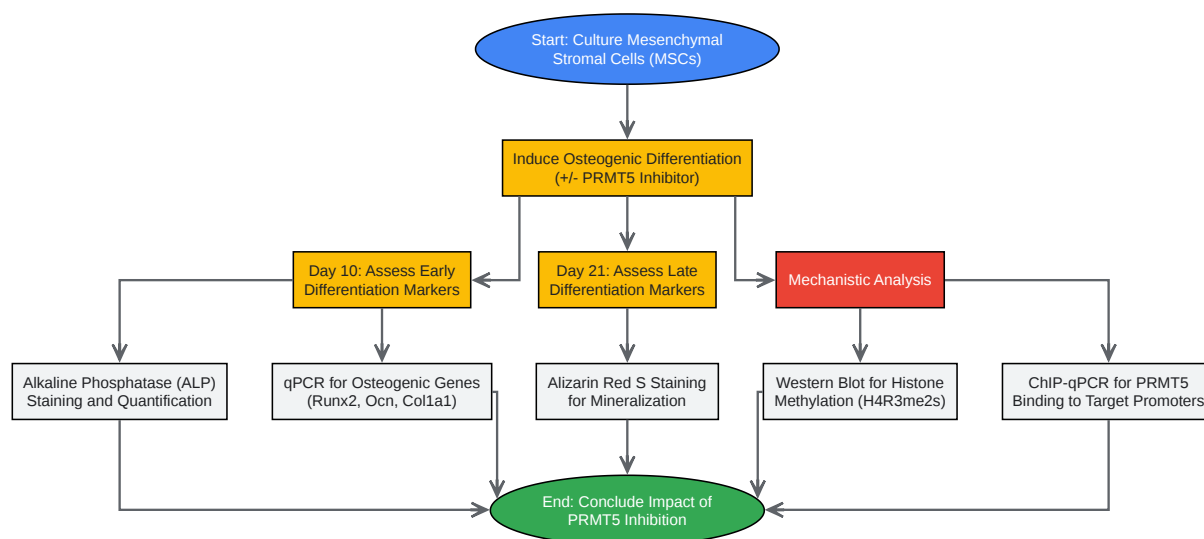 Start: Culture Mesenchymal
Stromal Cells (MSCs)
Induce Osteogenic Differentiation
(+/- PRMT5 Inhibitor)
Day 10: Assess Early
Differentiation Markers
Day 21: Assess Late
Differentiation Markers
Mechanistic Analysis
Alkaline Phosphatase (ALP)
Staining and Quantification
qPCR for Osteogenic Genes
(Runx2, Ocn, Col1a1)
Alizarin Red S Staining
for Mineralization
Western Blot for Histone
Methylation (H4R3me2s)
ChIP-qPCR for PRMT5
Binding to Target Promoters
End: Conclude Impact of
PRMT5 Inhibition